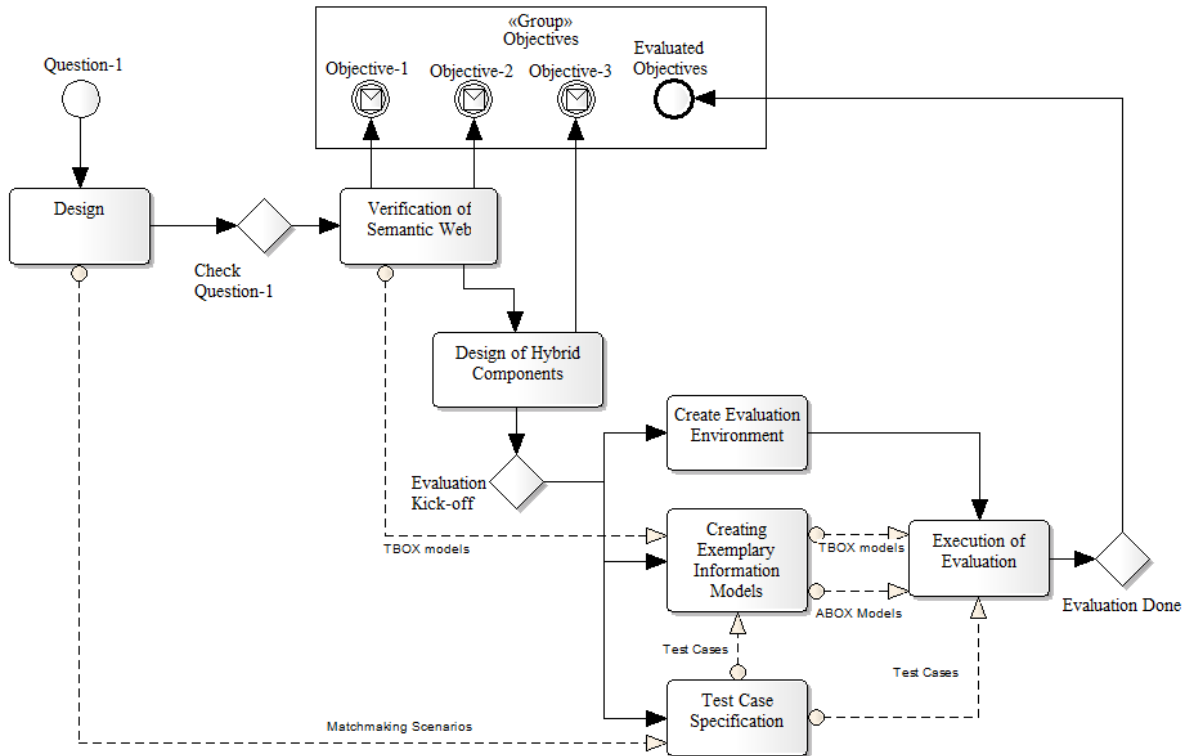 «Group»
Objectives
Question-1
Objective-1
Objective-2
Objective-3
Evaluated
Objectives
Design
Check
Question-1
Verification of
Semantic Web
Design of Hybrid
Components
Evaluation
Kick-off
Create Evaluation
Environment
TBOX models
Creating
Exemplary
Information
Models
TBOX models
ABOX Models
Execution of
Evaluation
Evaluation Done
Test Cases
Test Cases
Test Case
Specification
Matchmaking Scenarios